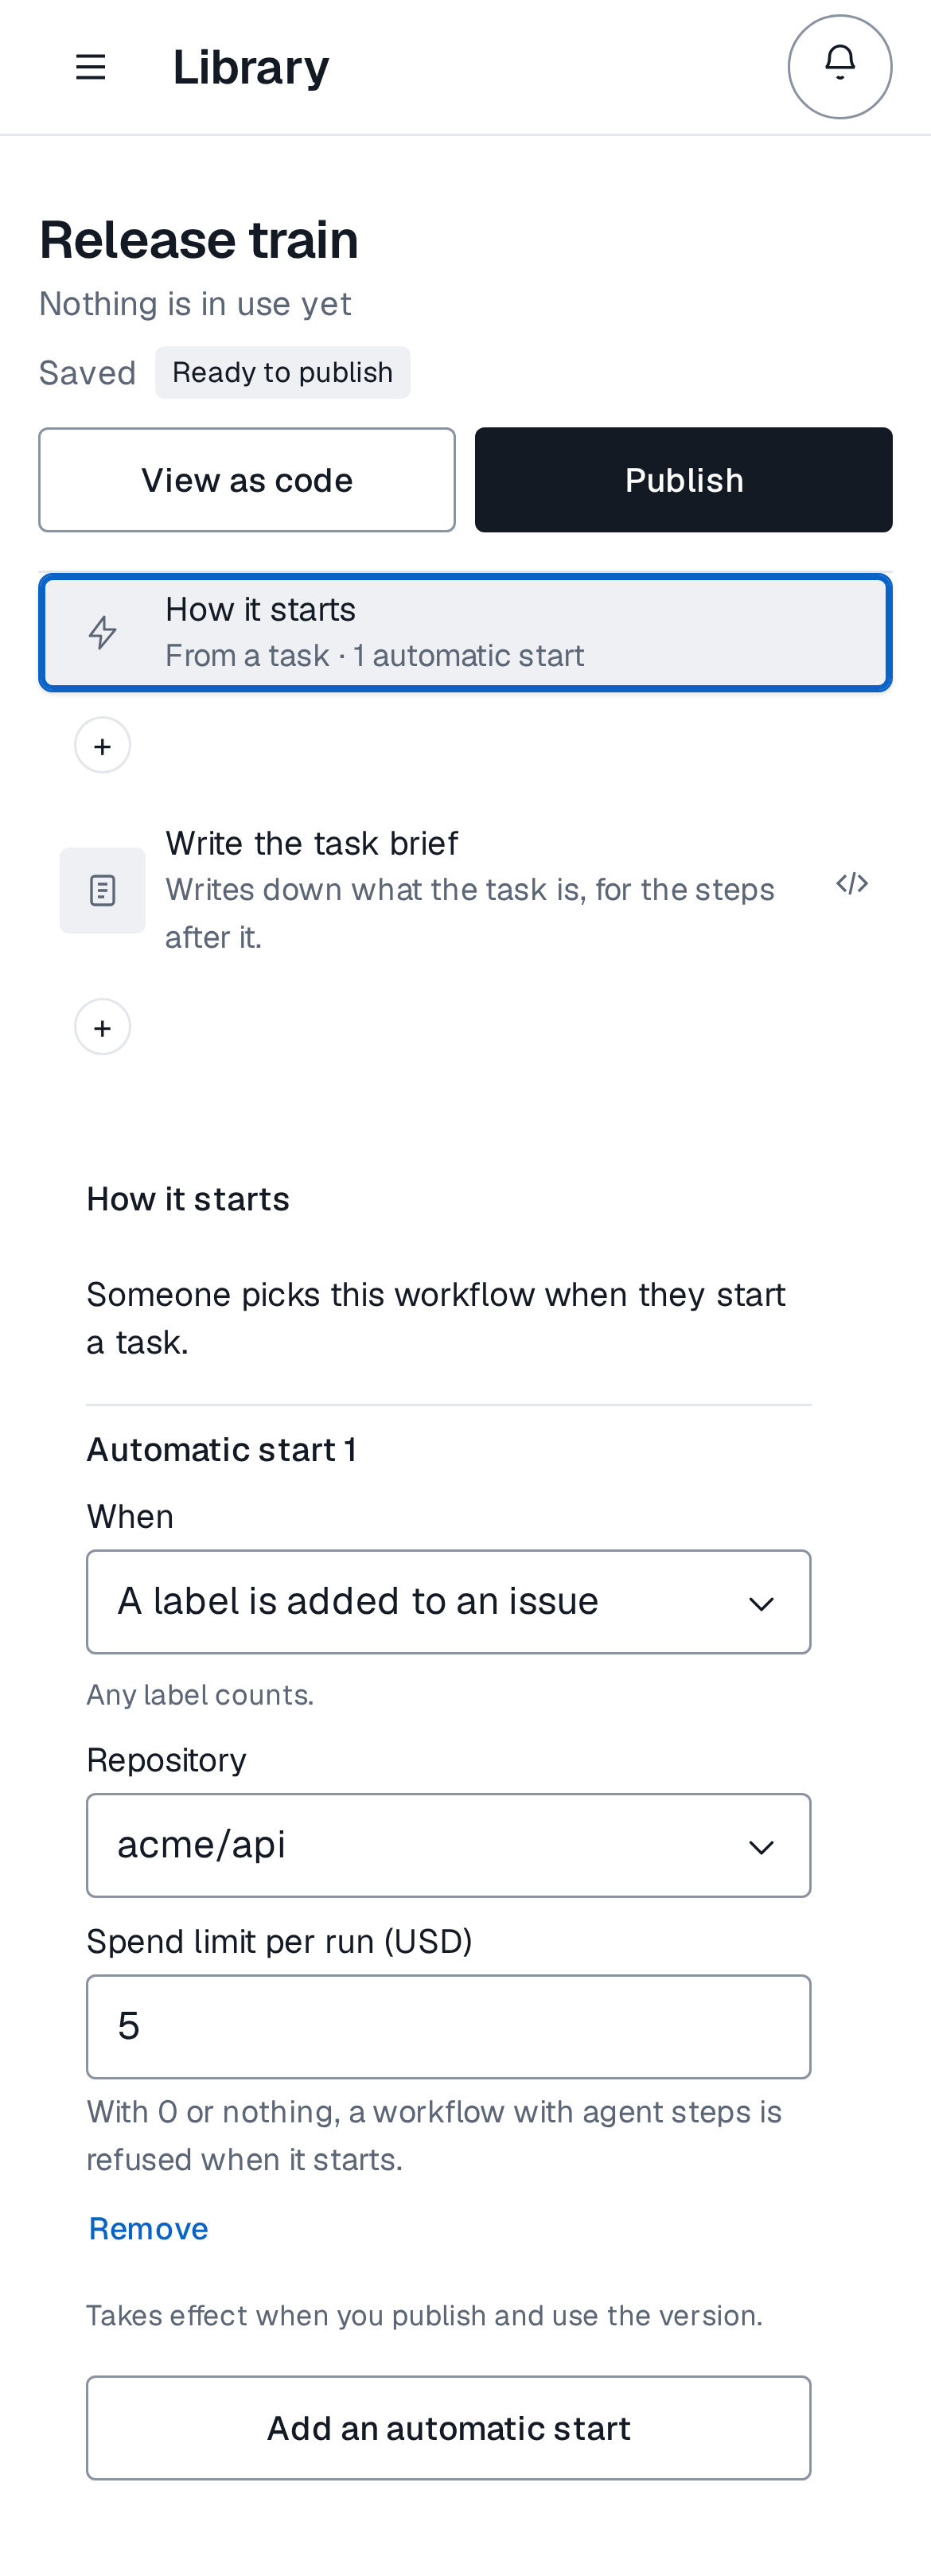 Library
Release train
Nothing is in use yet
Saved
Ready to publish
View as code
Publish
How it starts
From a task · 1 automatic start
+
Write the task brief
Writes down what the task is, for the steps
after it.
+
How it starts
Someone picks this workflow when they start
a task.
Automatic start 1
When
A label is added to an issue
Any label counts.
Repository
acme/api
Spend limit per run (USD)
5
With 0 or nothing, a workflow with agent steps is
refused when it starts.
Remove
Takes effect when you publish and use the version.
Add an automatic start